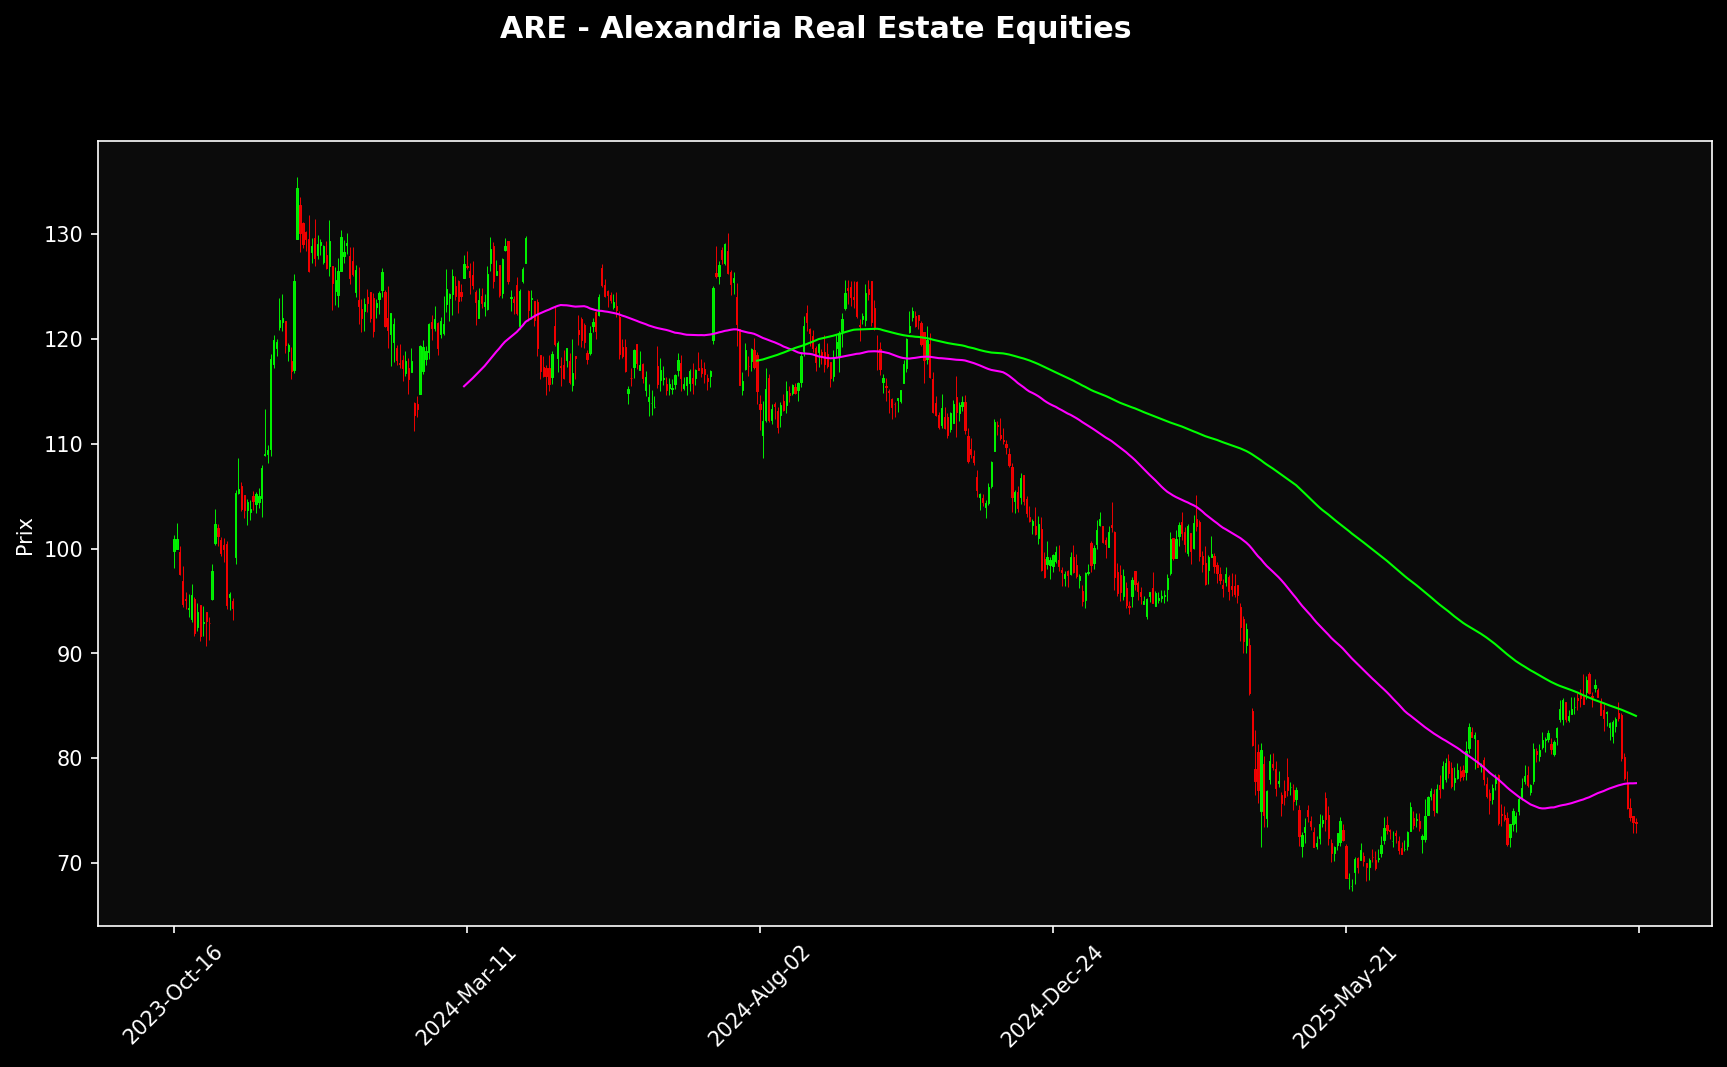 ARE - Alexandria Real Estate Equities
Prix
130
120
110
100
90
80
70
2023-Oct-16
2024-Mar-11
2024-Aug-02
2024-Dec-24
2025-May-21